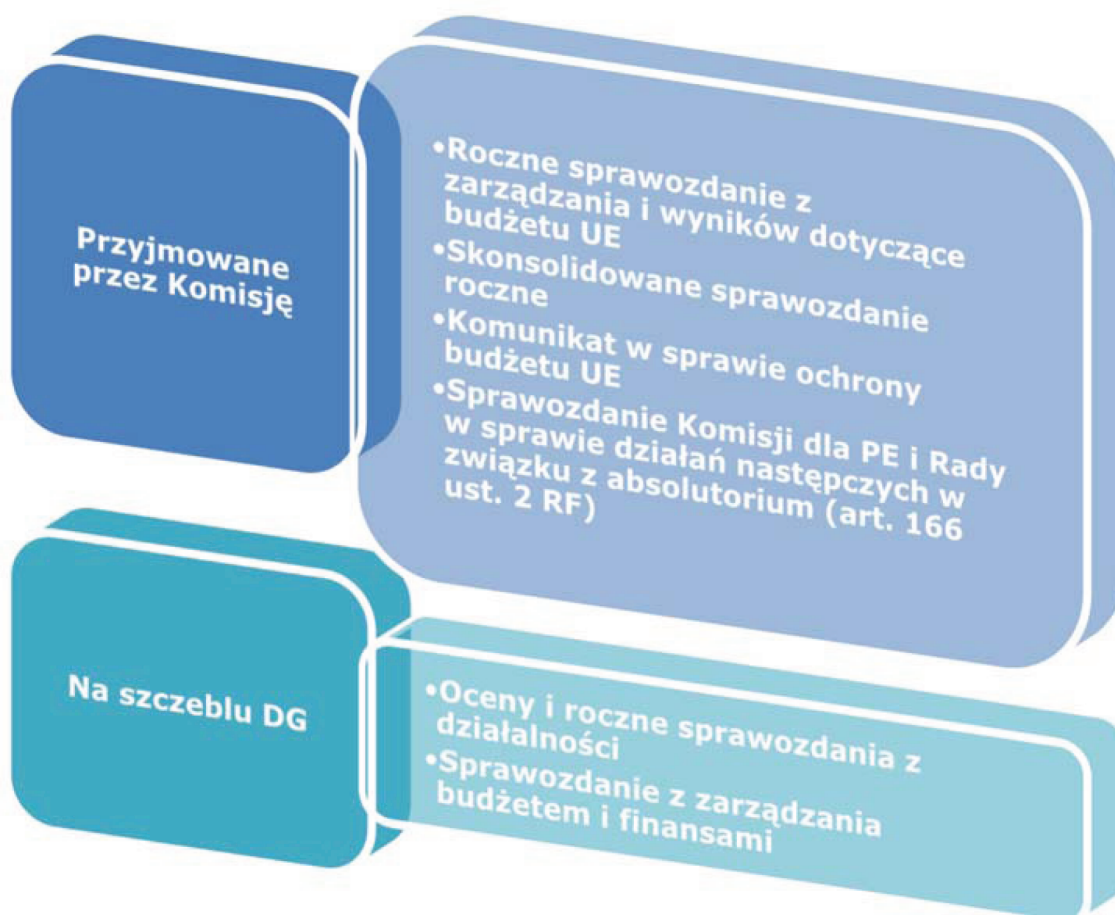 Przyjmowane
przez Komisję
•Roczne sprawozdanie z
zarządzania i wyników dotyczące
budżetu UE
•Skonsolidowane sprawozdanie
roczne
•Komunikat w sprawie ochrony
budżetu UE
•Sprawozdanie Komisji dla PE i Rady
w sprawie działań następczych w
związku z absolutorium (art. 166
ust. 2 RF)
Na szczeblu DG
•Oceny i roczne sprawozdania z
działalności
•Sprawozdanie z zarządzania
budżetem i finansami